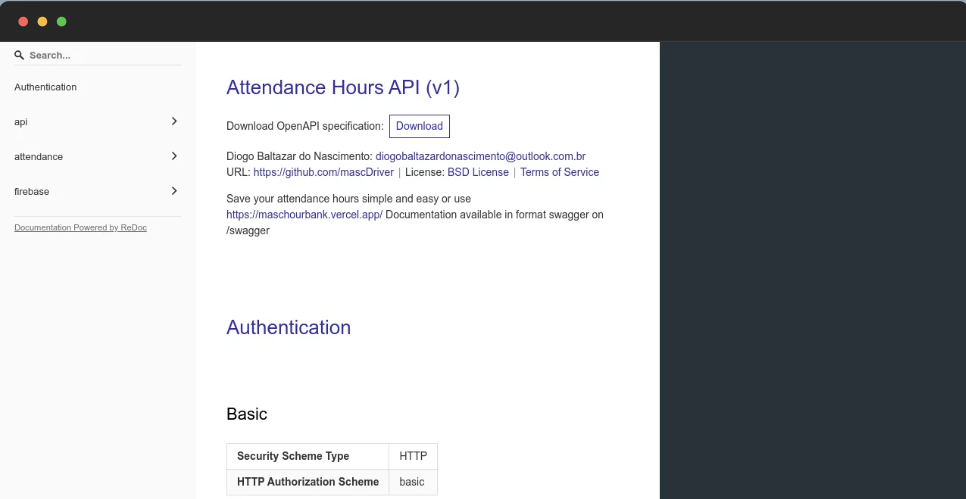 Search...
Authentication
api
attendance
firebase
Documentation Powered by ReDoc
Attendance Hours API (v1)
Download OpenAPI specification: Download
Diogo Baltazar do Nascimento: diogobaltazardonascimento@outlook.com.br
URL: https://github.com/mascDriver | License: BSD License | Terms of Service
Save your attendance hours simple and easy or use
https://maschourbank.vercel.app/ Documentation available in format swagger on
/swagger
Authentication
Basic
Security Scheme Type HTTP
HTTP Authorization Scheme basic